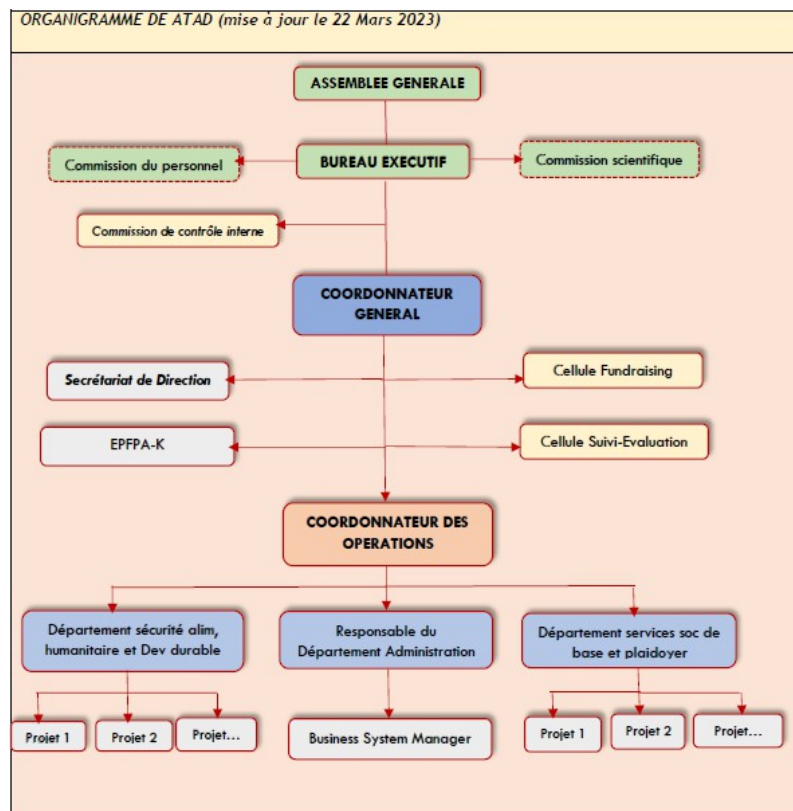 ORGANIGRAMME DE ATAD (mise à jour le 22 Mars 2023)
ASSEMBLEE GENERALE
Commission du personnel
BUREAU EXECUTIF
Commission scientifique
Commission de contrôle interne
COORDONNATEUR
GENERAL
Secrétariat de Direction
Cellule Fundraising
EPFPA-K
Cellule Suivi-Evaluation
COORDONNATEUR DES
OPERATIONS
Département sécurité alim,
humanitaire et Dev durable
Responsable du
Département Administration
Département services soc de
base et plaidoyer
Projet 1
Projet 2
Projet...
Business System Manager
Projet 1
Projet 2
Projet...